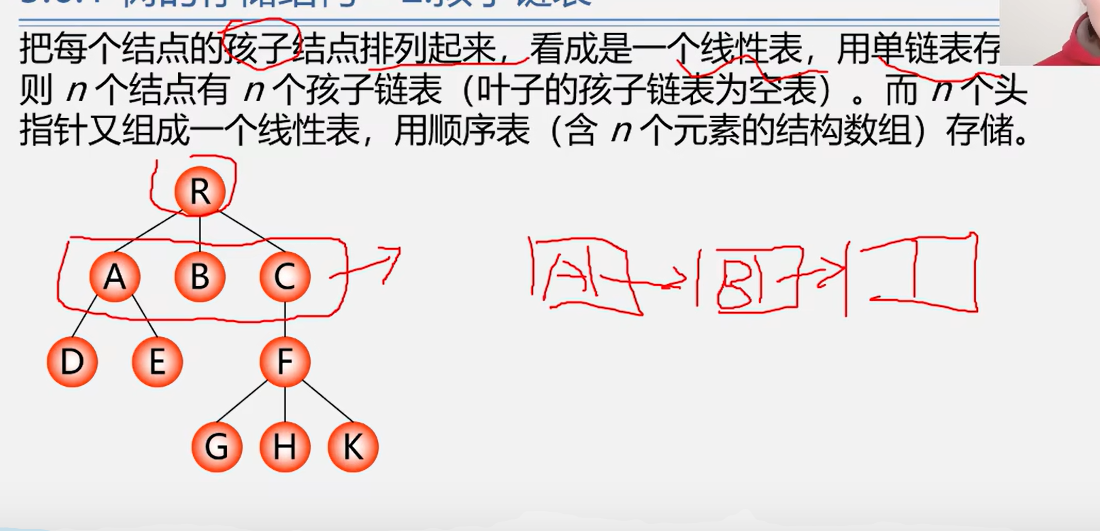 把每个结点的孩子结点排列起来，看成是一个线性表，用单链表存
则 n 个结点有 n 个孩子链表（叶子的孩子链表为空表）。而 n 个头
指针又组成一个线性表，用顺序表（含 n 个元素的结构数组）存储。
R
A B C
A B
D E F
G H K